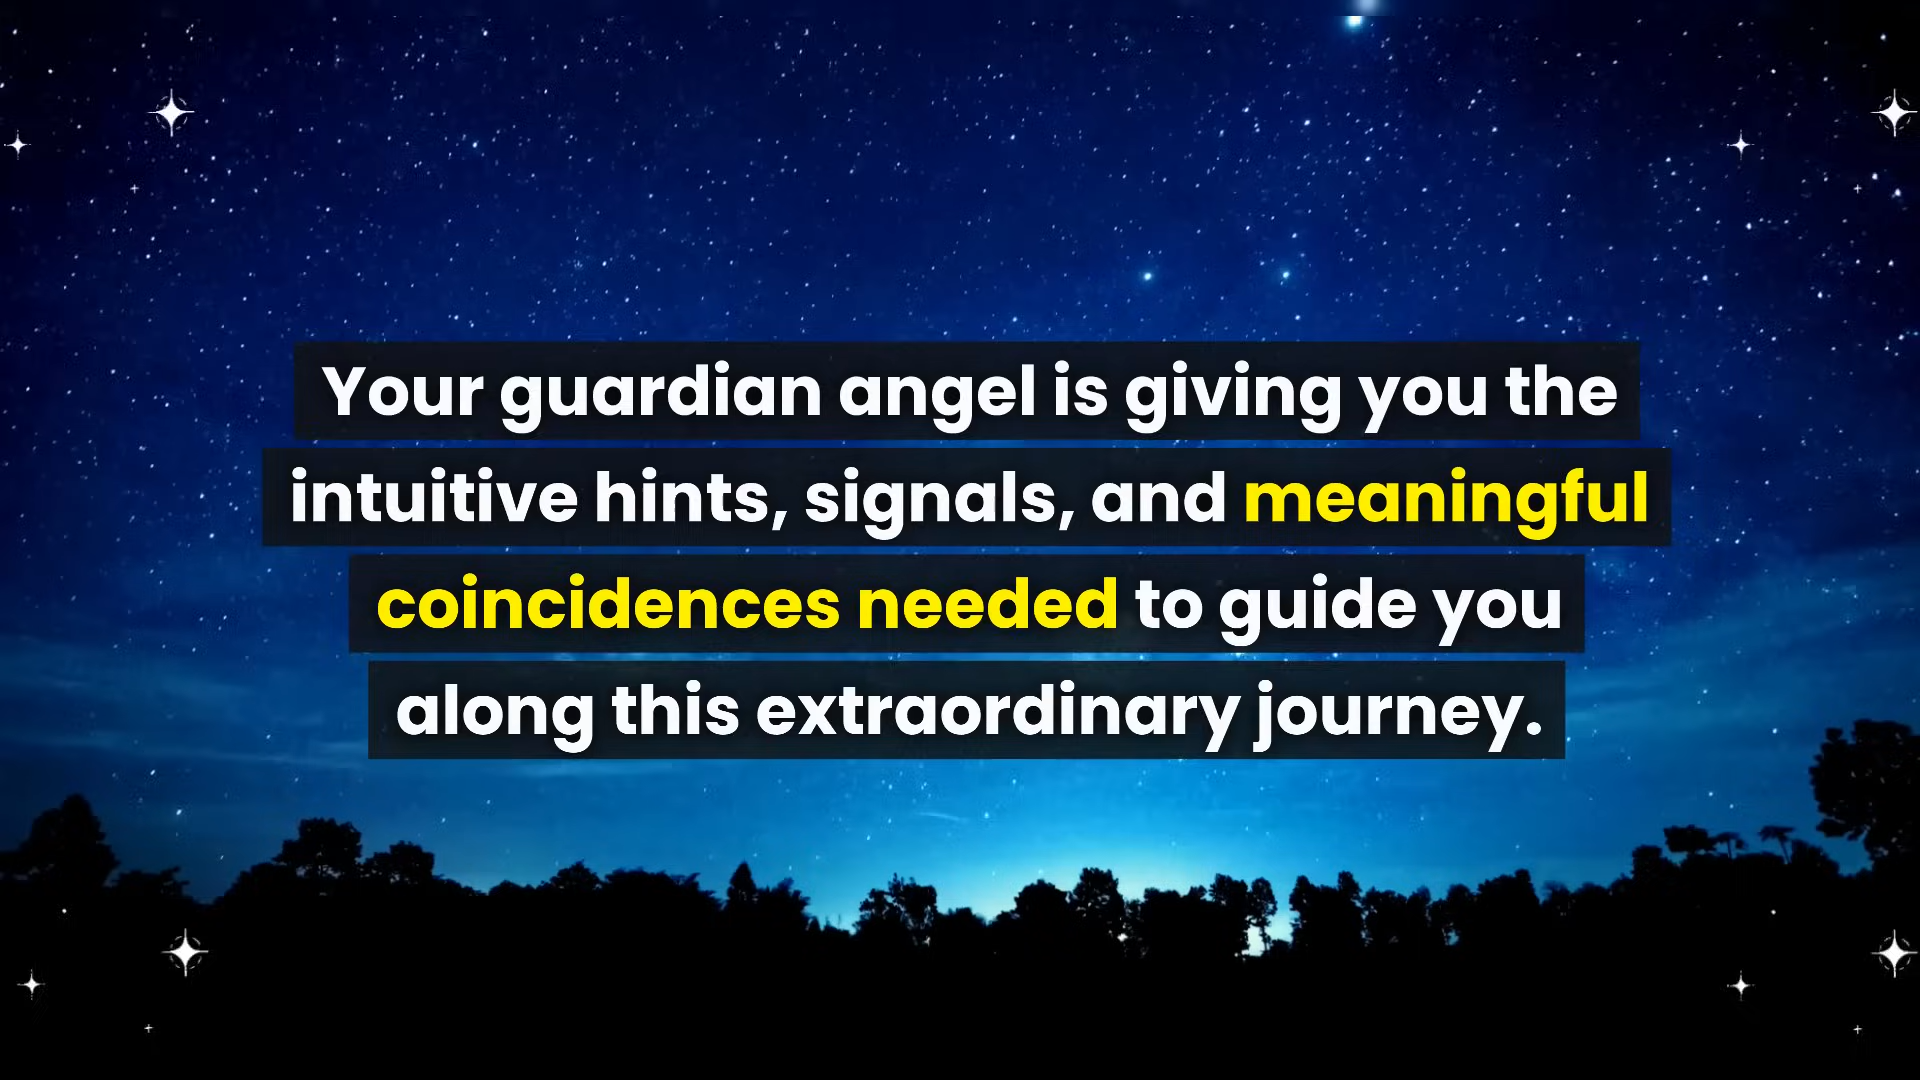 Your guardian angel is giving you the
intuitive hints, signals, and meaningful
coincidences needed to guide you
along this extraordinary journey.